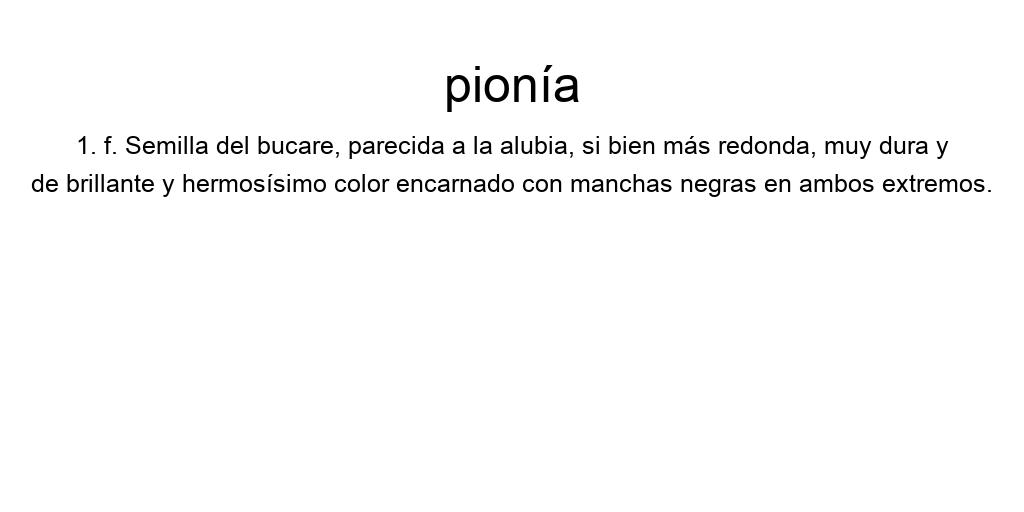 pionía
1. f. Semilla del bucare, parecida a la alubia, si bien más redonda, muy dura y
de brillante y hermosísimo color encarnado con manchas negras en ambos extremos.